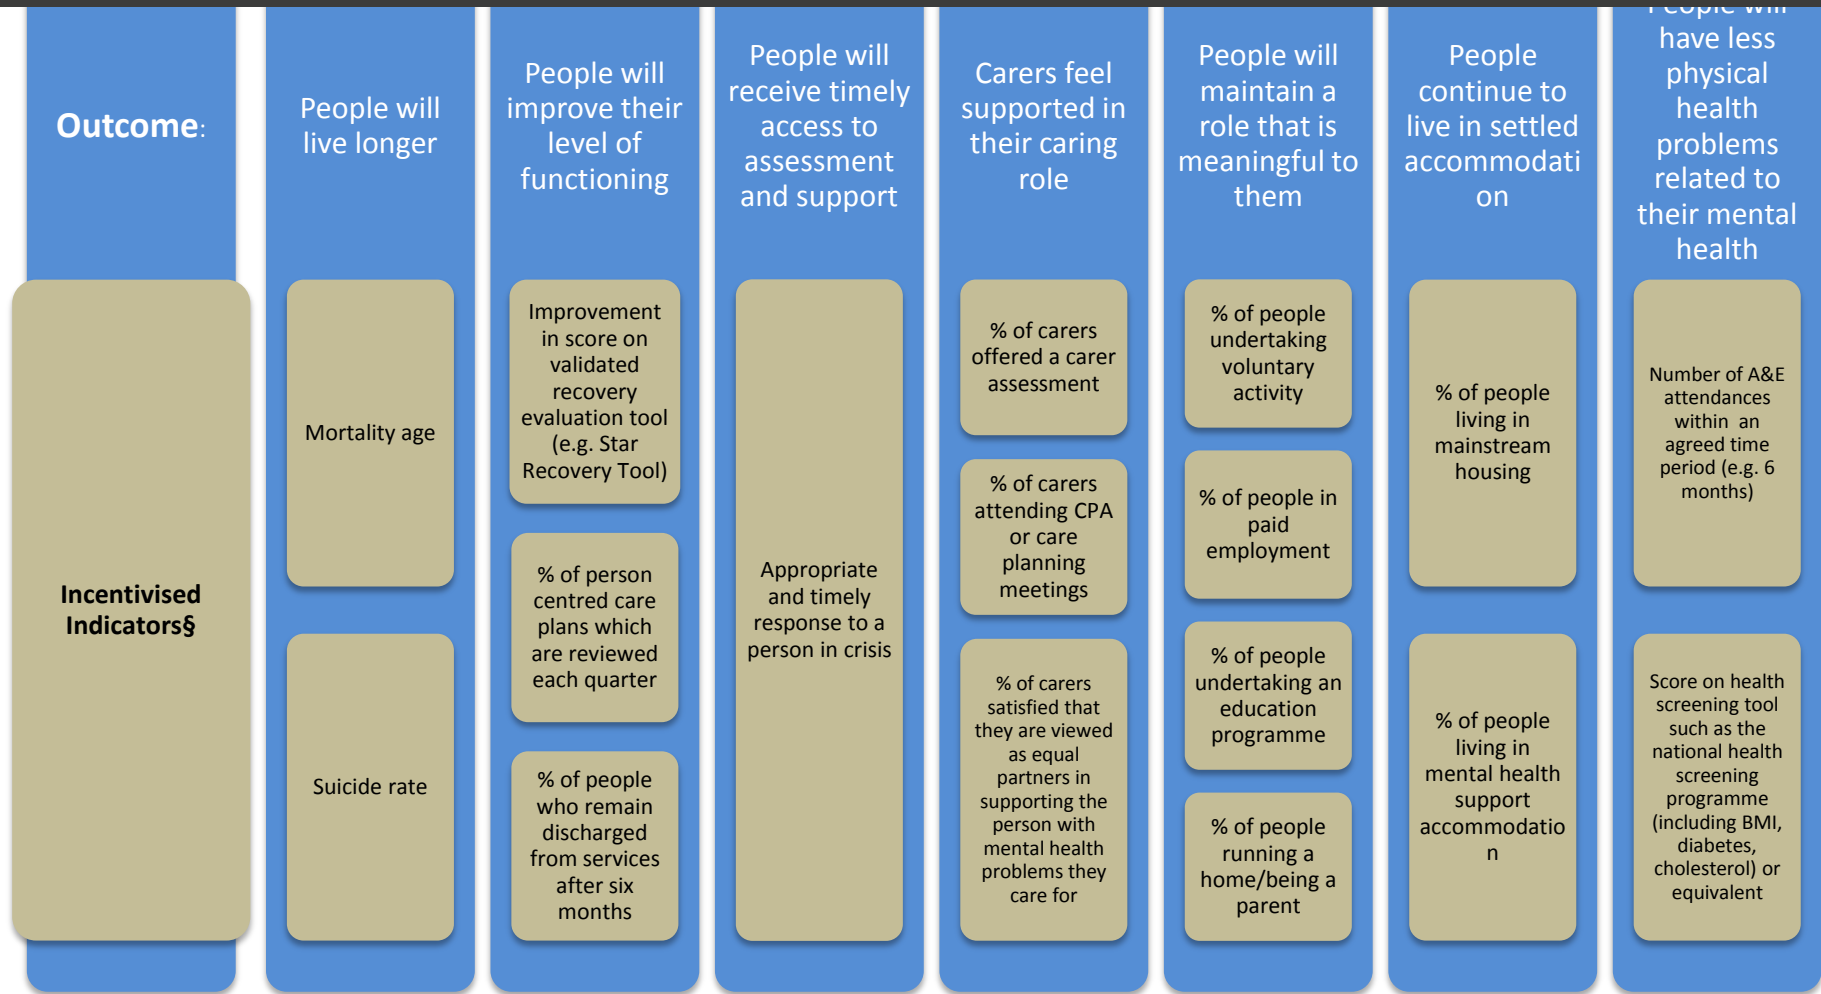 Outcome:
People will
live longer
People will
improve their
level of
functioning
People will
receive timely
access to
assessment
and support
Carers feel
supported in
their caring
role
People will
maintain a
role that is
meaningful to
them
People
continue to
live in settled
accommodati
on
People will
have less
physical
health
problems
related to
their mental
health
Incentivised
Indicators§
Mortality age
Suicide rate
Improvement
in score on
validated
recovery
evaluation tool
(e.g. Star
Recovery Tool)
% of person
centred care
plans which
are reviewed
each quarter
% of people
who remain
discharged
from services
after six
months
Appropriate
and timely
response to a
person in crisis
% of carers
offered a carer
assessment
% of carers
attending CPA
or care
planning
meetings
% of carers
satisfied that
they are viewed
as equal
partners in
supporting the
person with
mental health
problems they
care for
% of people
undertaking
voluntary
activity
% of people in
paid
employment
% of people
undertaking an
education
programme
% of people
running a
home/being a
parent
% of people
living in
mainstream
housing
% of people
living in
mental health
support
accommodatio
n
Number of A&E
attendances
within an
agreed time
period (e.g. 6
months)
Score on health
screening tool
such as the
national health
screening
programme
(including BMI,
diabetes,
cholesterol) or
equivalent